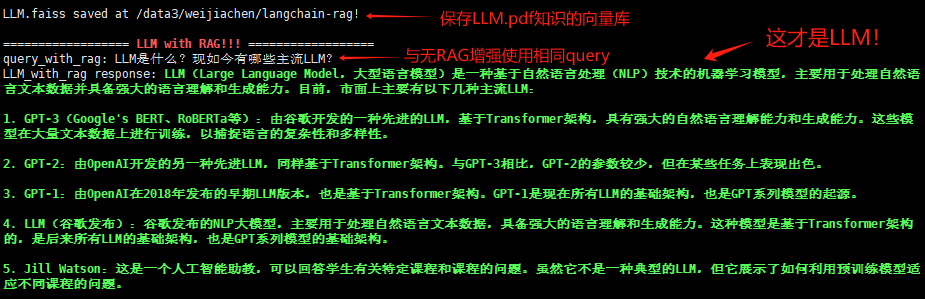 LLM.faiss saved at /data3/weijiachen/langchain-rag!
保存LLM.pdf知识的向量库
================== LLM with RAG!!! ================
这才是LLM!
query_with_rag: LLM是什么? 现如今有哪些主流LLM?
与无RAG增强使用相同query
LLM_with_rag response: LLM (Large Language Model, 大型语言模型) 是一种基于自然语言处理 (NLP) 技术的机器学习模型, 主要用于处理自然语
言文本数据并具备强大的语言理解和生成能力。目前, 市面上主要有以下几种主流LLM:
1. GPT-3 (Google's BERT、RoBERTa等) : 由谷歌开发的一种先进的LLM, 基于Transformer架构, 具有强大的自然语言理解能力和生成能力。这些模
型在大量文本数据上进行训练, 以捕捉语言的复杂性和多样性。
2. GPT-2: 由OpenAI开发的另一种先进LLM, 同样基于Transformer架构。与GPT-3相比, GPT-2的参数较少, 但在某些任务上表现出色。
3. GPT-1: 由OpenAI在2018年发布的早期LLM版本, 也是基于Transformer架构。GPT-1是现在所有LLM的基础架构, 也是GPT系列模型的起源。
4. LLM (谷歌发布) : 谷歌发布的NLP大模型, 主要用于处理自然语言文本数据, 具备强大的语言理解和生成能力。这种模型是基于Transformer架构
的, 是后来所有LLM的基础架构, 也是GPT系列模型的基础架构。
5. Jill Watson: 这是一个人工智能助教, 可以回答学生有关特定课程和课程的问题。虽然它不是一种典型的LLM, 但它展示了如何利用预训练模型适
应不同课程的问题。